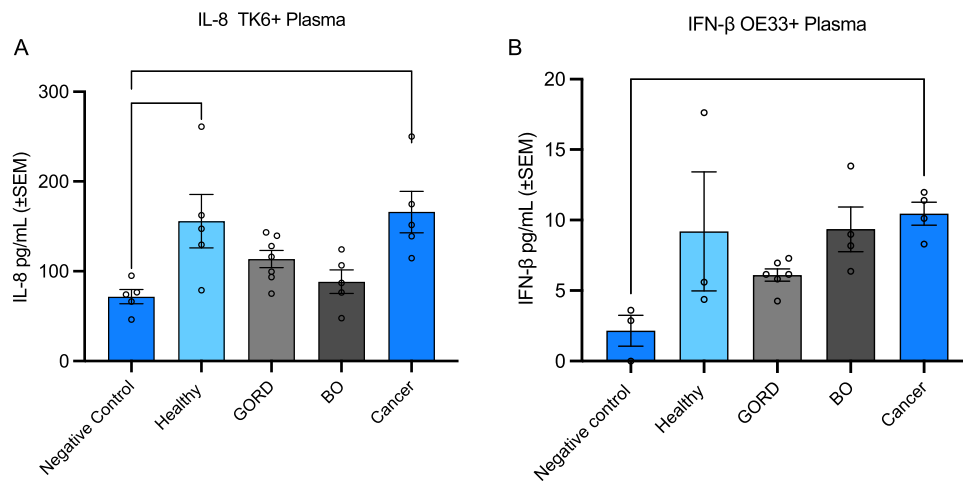 IL-8 TK6+ Plasma
A
IL-8 pg/mL (±SEM)
300
200
100
0
Negative Control
Healthy
GORD
BO
Cancer
IFN-β OE33+ Plasma
B
IFN-β pg/mL (±SEM)
20
15
10
5
0
Negative control
Healthy
GORD
BO
Cancer